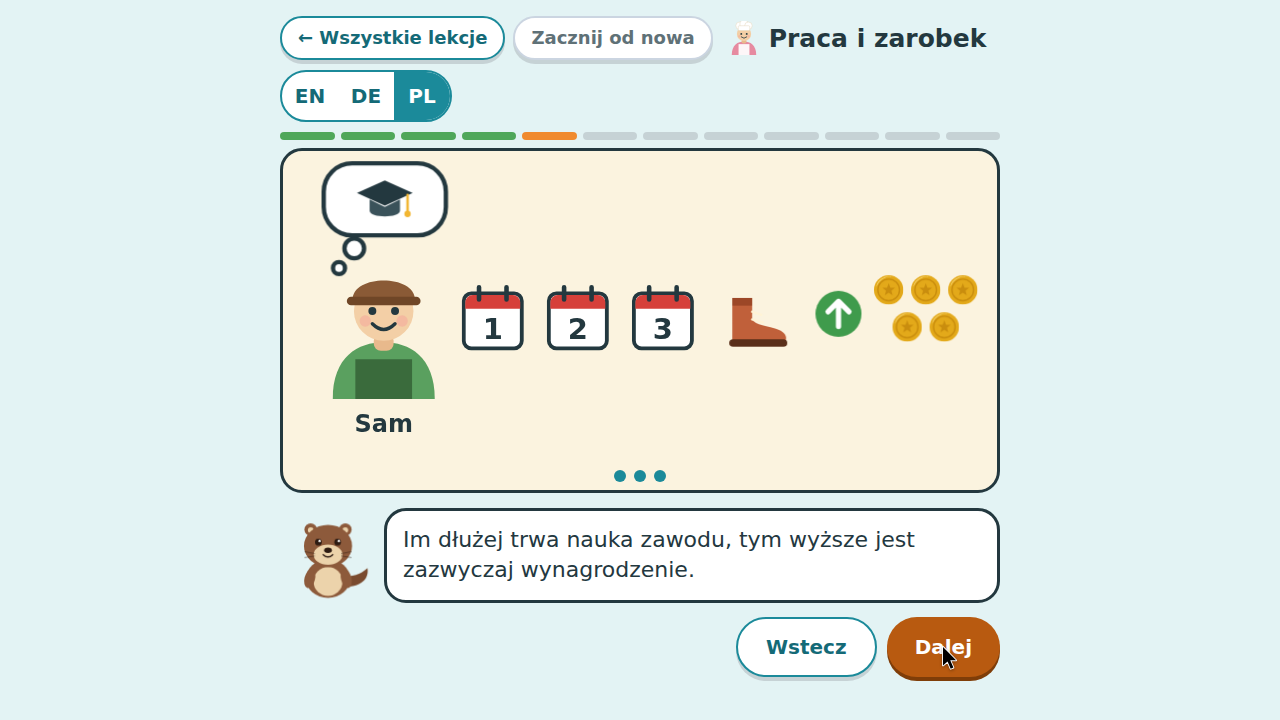 ← Wszystkie lekcje
Zacznij od nowa
Praca i zarobek
EN DE PL
1 2 3
Sam
Im dłużej trwa nauka zawodu, tym wyższe jest
zazwyczaj wynagrodzenie.
Wstecz
Dalej